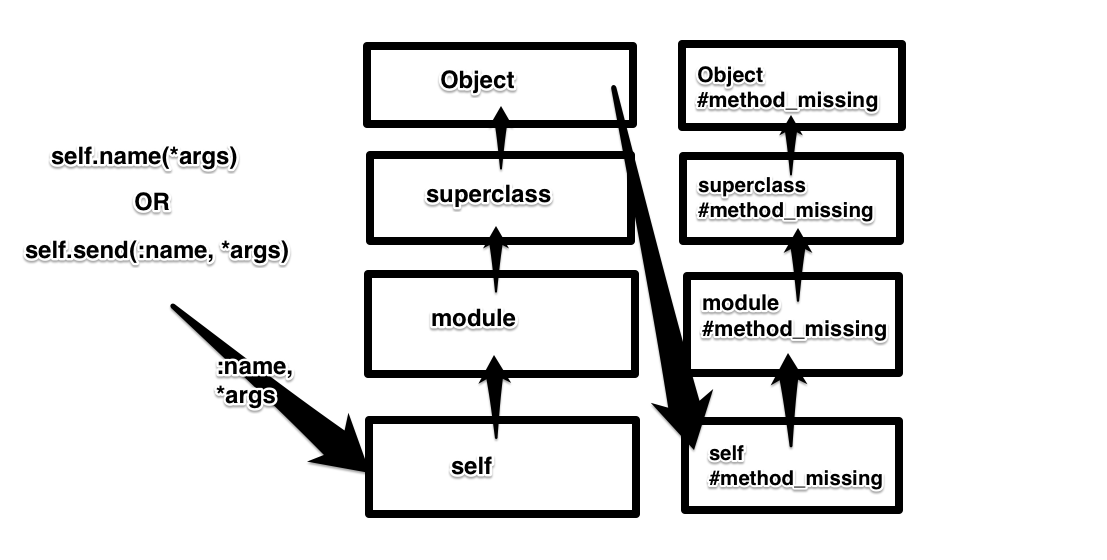 self.name(*args)
OR
self.send(:name, *args)
:name,
*args
Object
superclass
module
self
Object
#method_missing
superclass
#method_missing
module
#method_missing
self
#method_missing